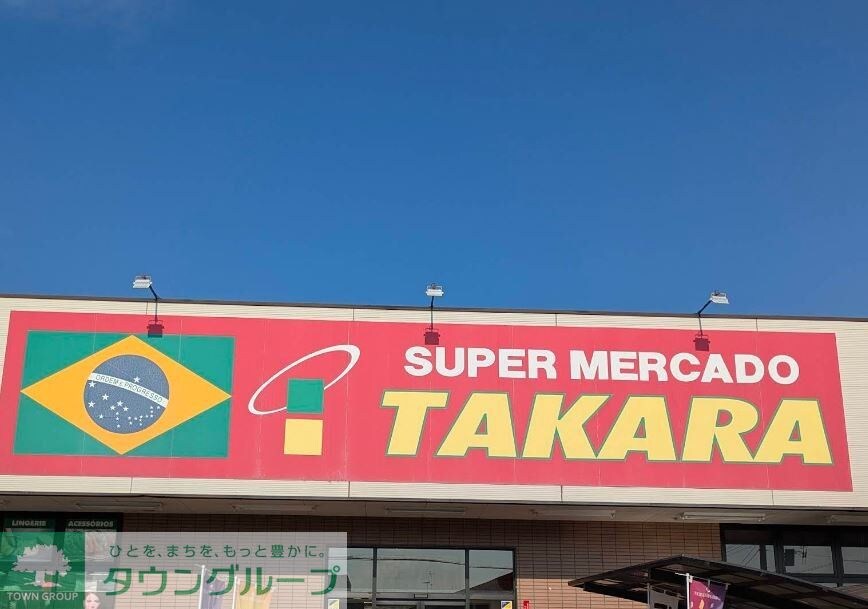 SUPER MERCADO
TAKARA
ORDEM E PROGRESSO
LINGERIE
ACESSÓRIOS
ひとを、まちを、もっと豊かに。
タウングループ
TOWN GROUP